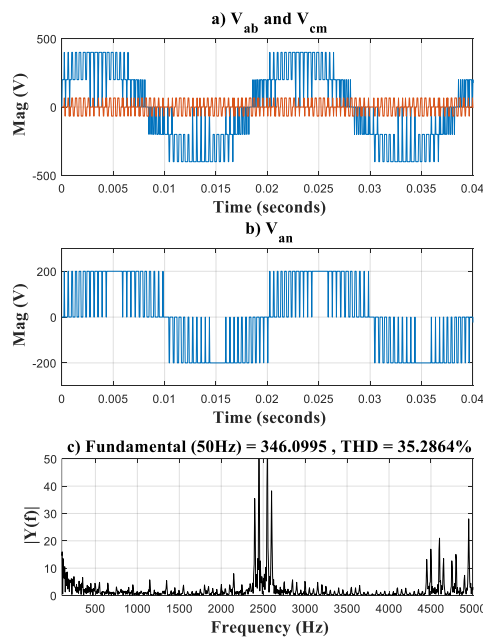 a) V_ab and V_cm
500
0
-500
Mag (V)
0 0.005 0.01 0.015 0.02 0.025 0.03 0.035 0.04
Time (seconds)
b) V_an
200
0
-200
Mag (V)
0 0.005 0.01 0.015 0.02 0.025 0.03 0.035 0.04
Time (seconds)
c) Fundamental (50Hz) = 346.0995 , THD = 35.2864%
50
40
30
20
10
0
|Y(f)|
500 1000 1500 2000 2500 3000 3500 4000 4500 5000
Frequency (Hz)